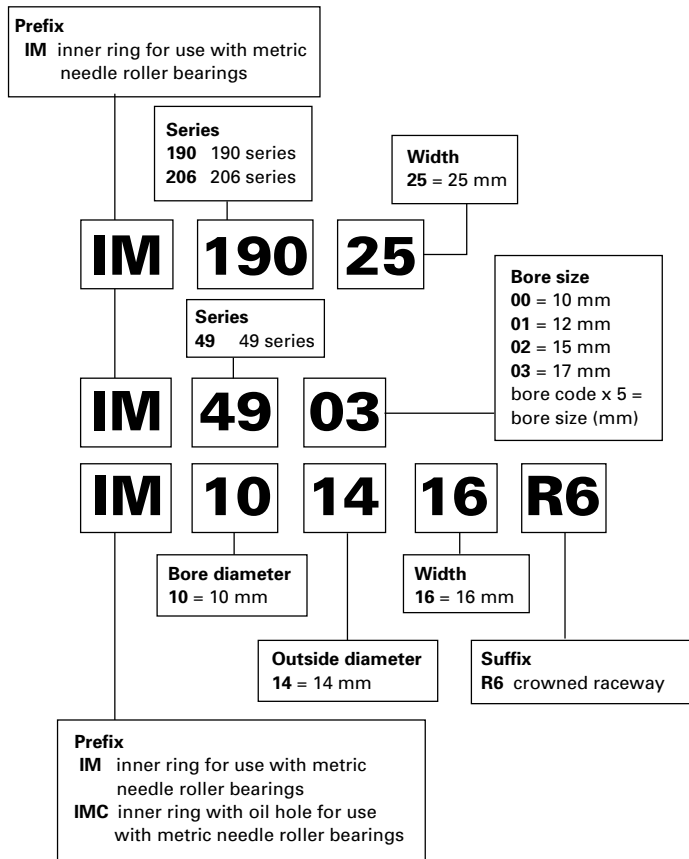 Prefix
IM inner ring for use with metric
needle roller bearings
Series
190 190 series
206 206 series
Width
25 = 25 mm
IM 190 25
Bore size
00 = 10 mm
01 = 12 mm
02 = 15 mm
03 = 17 mm
bore code x 5 =
bore size (mm)
Series
49 49 series
IM 49 03
IM 10 14 16 R6
Bore diameter
10 = 10 mm
Width
16 = 16 mm
Outside diameter
14 = 14 mm
Suffix
R6 crowned raceway
Prefix
IM inner ring for use with metric
needle roller bearings
IMC inner ring with oil hole for use
with metric needle roller bearings